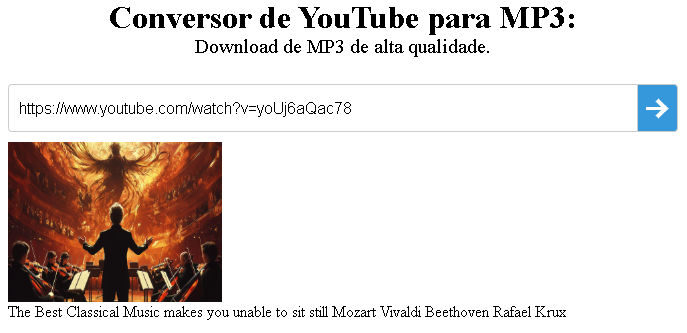 Conversor de YouTube para MP3:
Download de MP3 de alta qualidade.
https://www.youtube.com/watch?v=yoUj6aQac78
The Best Classical Music makes you unable to sit still Mozart Vivaldi Beethoven Rafael Krux